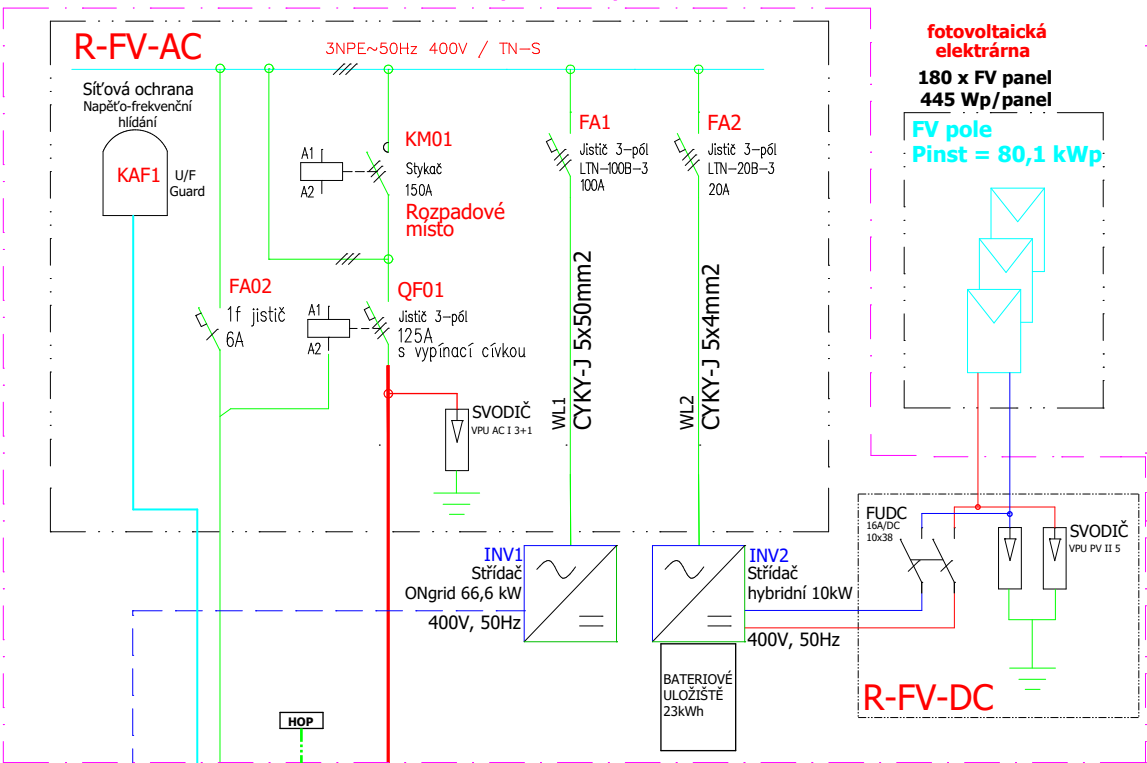 R-FV-AC
3NPE~50Hz 400V / TN-S
Síťová ochrana
Napěťo-frekvenční
hlídání
KAF1
U/F
Guard
A1
A2
KM01
Stykač
150A
Rozpadové
místo
FA1
Jistič 3-pól
LTN-100B-3
100A
FA2
Jistič 3-pól
LTN-20B-3
20A
FA02
1f jistič
6A
A1
A2
QF01
Jistič 3-pól
125A
s vypínací cívkou
SVODIČ
VPU AC I 3+1
WL1
CYKY-J 5x50mm2
WL2
CYKY-J 5x4mm2
fotovoltaická
elektrárna
180 x FV panel
445 Wp/panel
FV pole
Pinst = 80,1 kWp
FUDC
16A/DC
10x38
SVODIČ
VPU PV II 5
R-FV-DC
INV1
Střídač
ONgrid 66,6 kW
400V, 50Hz
INV2
Střídač
hybridní 10kW
400V, 50Hz
BATERIOVÉ
ULOŽIŠTĚ
23kWh
HOP